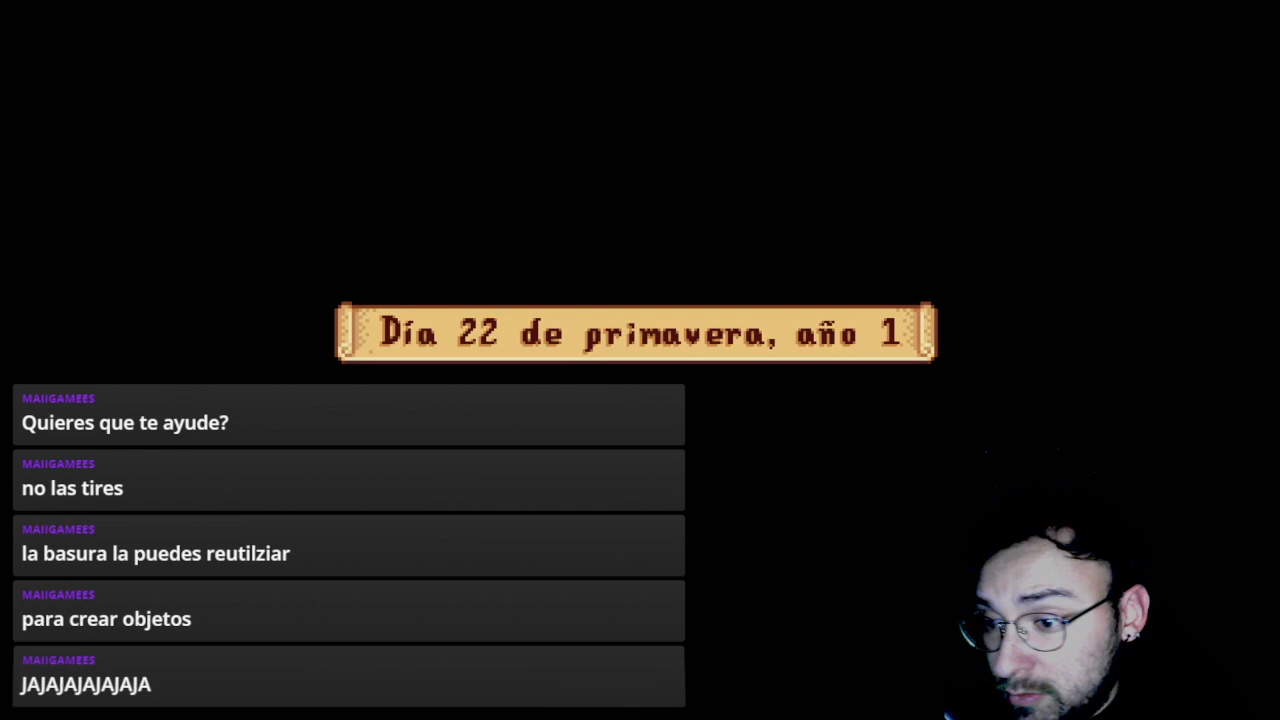 Día 22 de primavera, año 1
MAIIGAMEES
Quieres que te ayude?
MAIIGAMEES
no las tires
MAIIGAMEES
la basura la puedes reutilziar
MAIIGAMEES
para crear objetos
MAIIGAMEES
JAJAJAJAJAJAJA